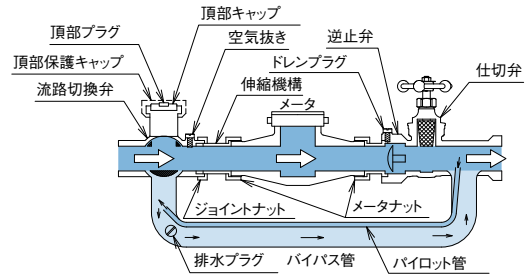 頂部キャップ
頂部プラグ
空気抜き
逆止弁
頂部保護キャップ
ドレンプラグ
仕切弁
流路切換弁
伸縮機構
メータ
ジョイントナット
メータナット
排水プラグ
バイパス管
パイロット管